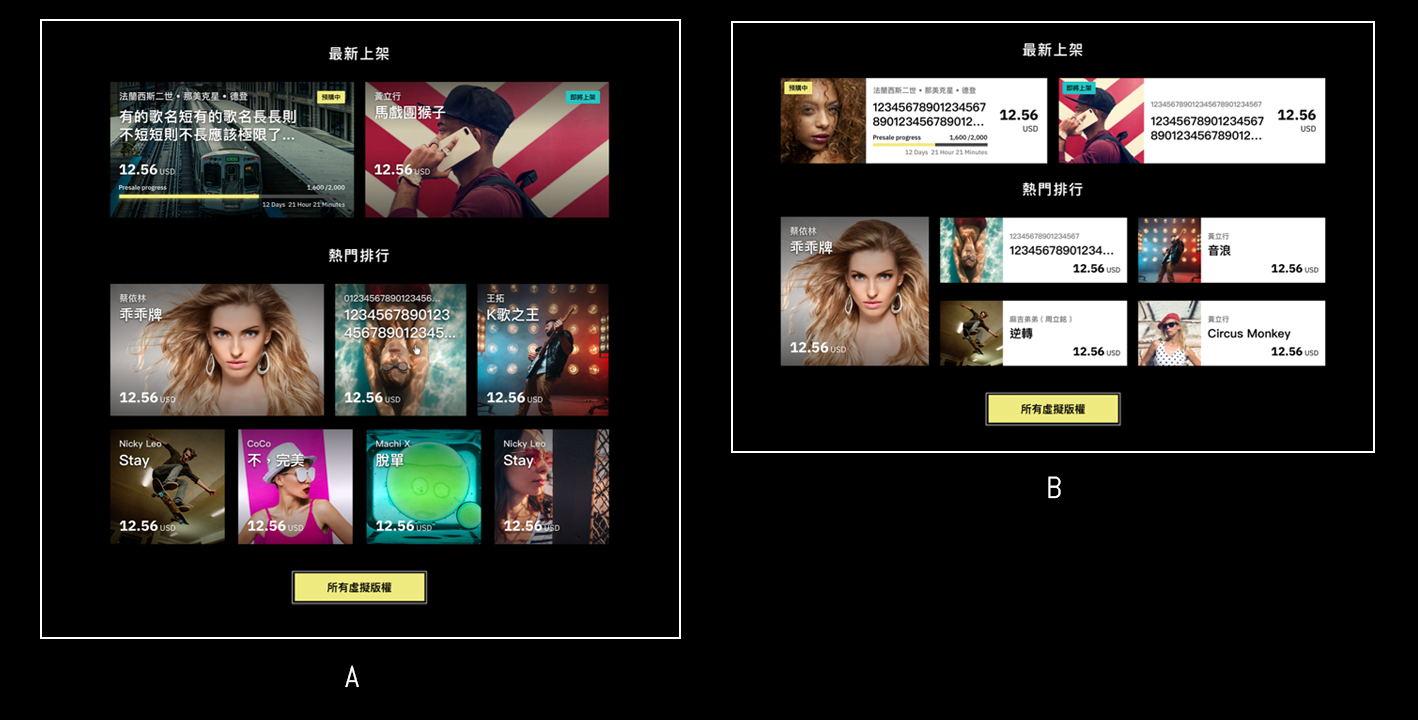 最新上架
法蘭西斯二世 • 那美克星 • 德登
預購中
有的歌名短有的歌名長長則
不短短則不長應該極限了...
12.56 USD
Presale progress
1,600 /2,000
12 Days 21 Hour 21 Minutes
黃立行
即將上架
馬戲團猴子
12.56 USD
熱門排行
蔡依林
乖乖牌
12.56 USD
01234567890123456...
1234567890123
456789012345...
12.56 USD
王拓
K歌之王
12.56 USD
Nicky Leo
Stay
12.56 USD
CoCo
不，完美
12.56 USD
Machi X
脫單
12.56 USD
Nicky Leo
Stay
12.56 USD
所有虛擬版權
A
最新上架
預購中
法蘭西斯二世 • 那美克星 • 德登
12345678901234567
890123456789012...
12.56
USD
Presale progress
1,600 /2,000
12 Days 21 Hour 21 Minutes
即將上架
123456789012345678901234567
12345678901234567
890123456789012...
12.56
USD
熱門排行
蔡依林
乖乖牌
12.56 USD
12345678901234567
12345678901234...
12.56 USD
黃立行
音浪
12.56 USD
麻吉弟弟 ( 周立銘 )
逆轉
12.56 USD
黃立行
Circus Monkey
12.56 USD
所有虛擬版權
B